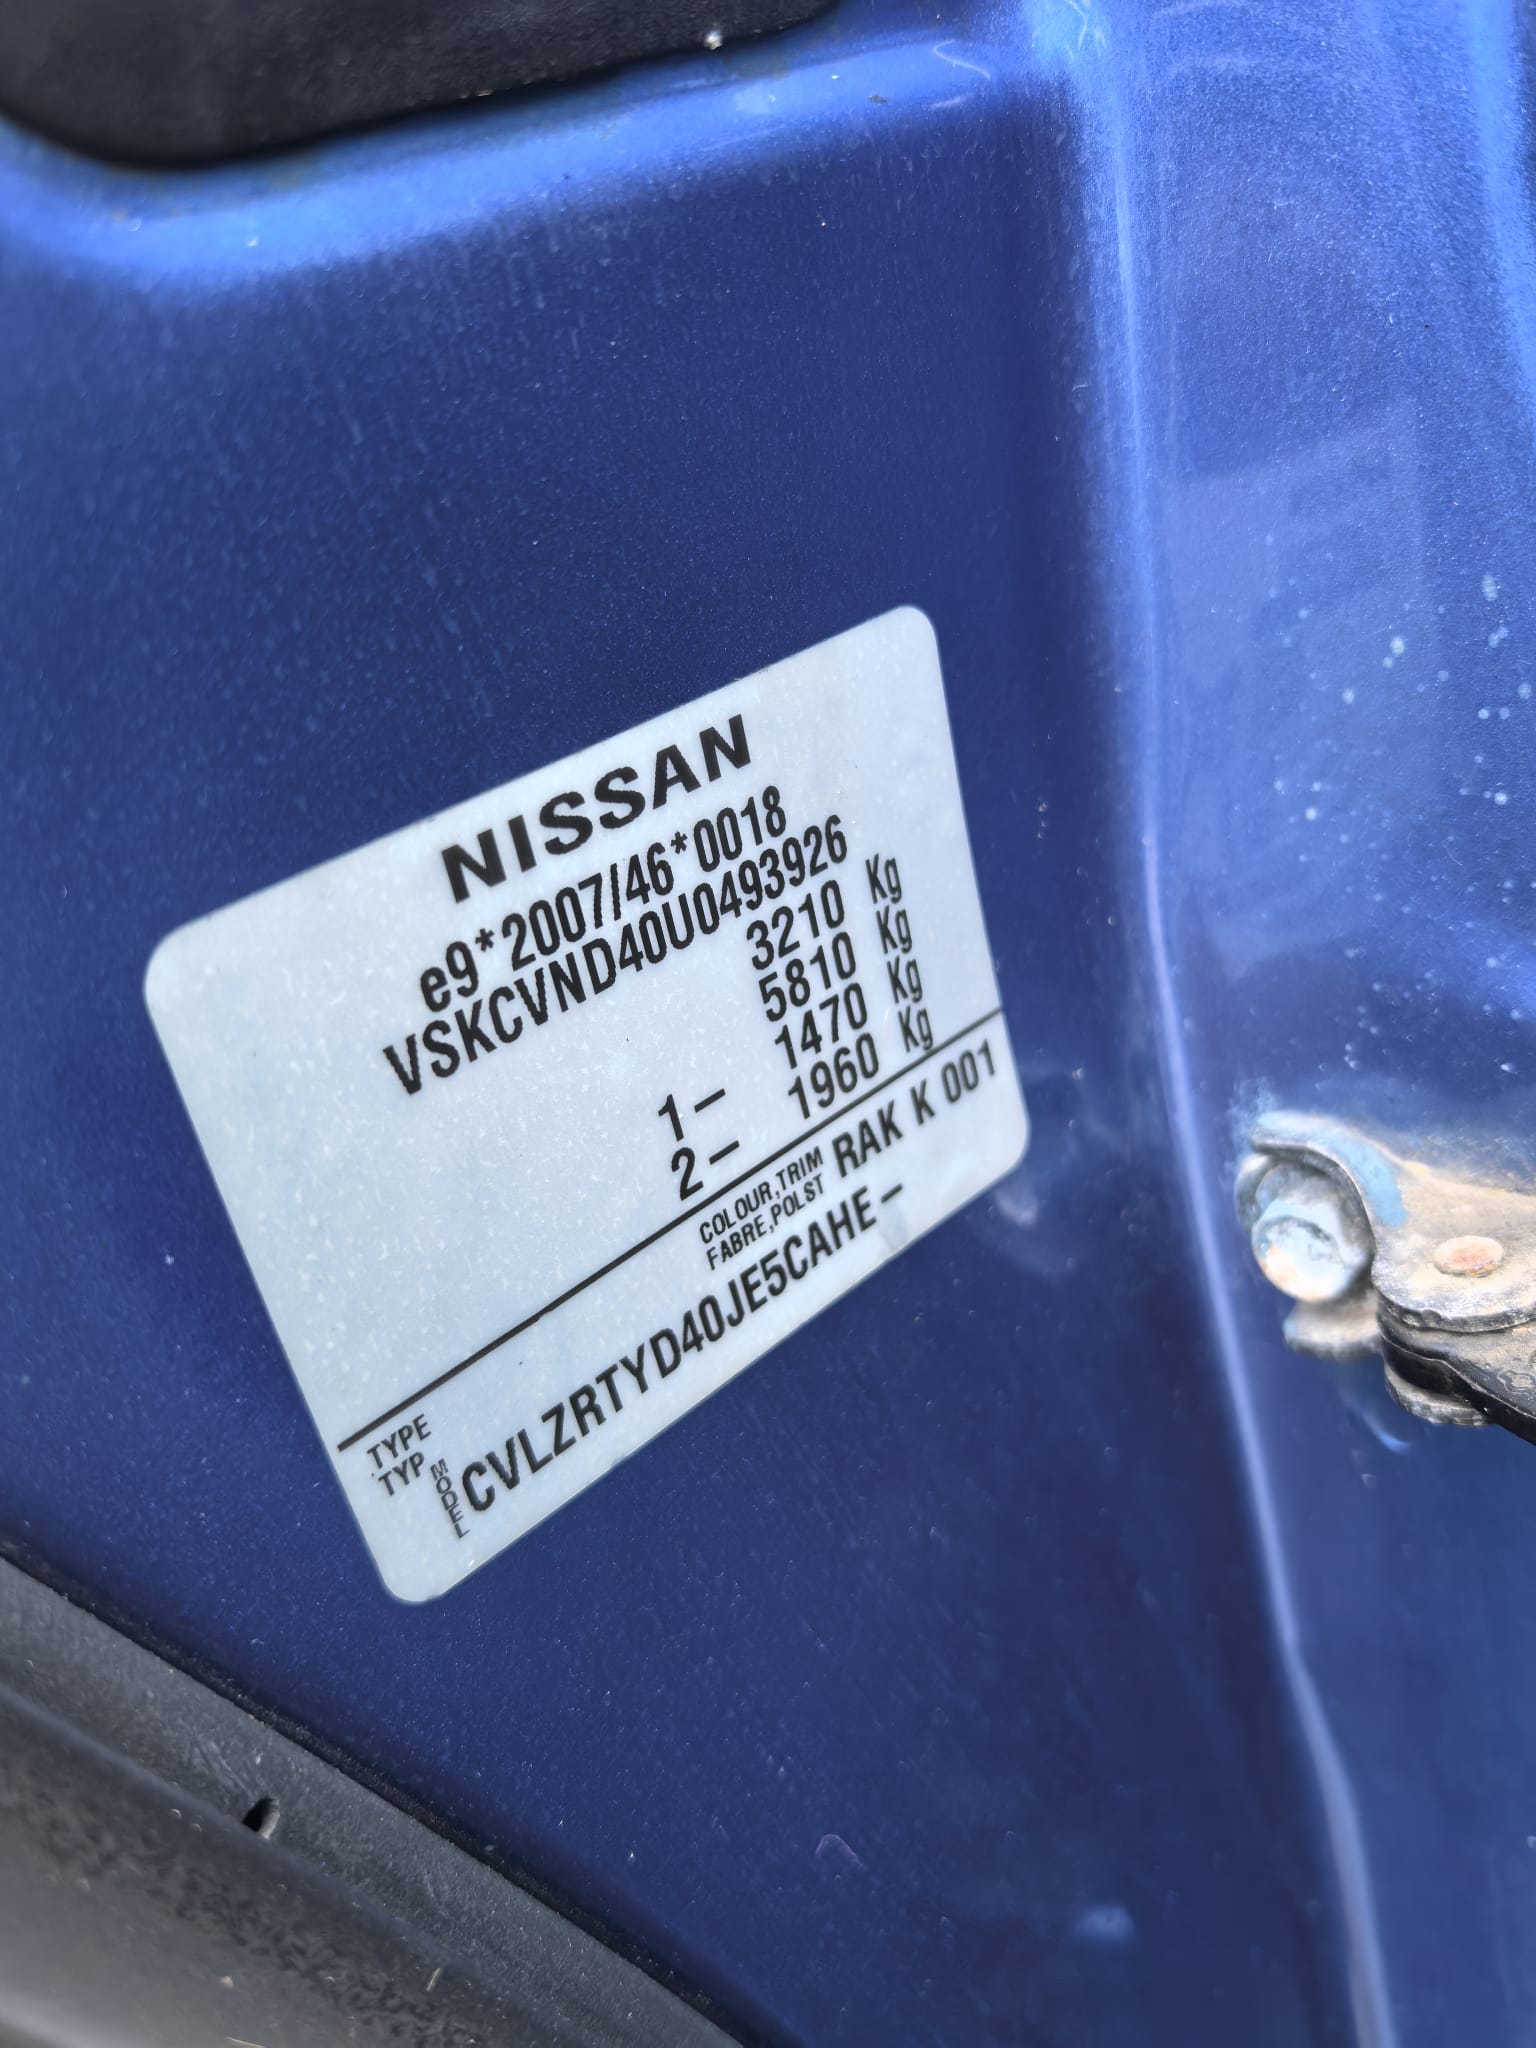 NISSAN
e9*2007/46*0018
VSKCVND40U0493926
3210 Kg
5810 Kg
1- 1470 Kg
2- 1960 Kg
COLOUR,TRIM
FABRE,POLST
RAK K 001
TYPE
TYP
MODEL
CVLZRTYD40JE5CAHE-